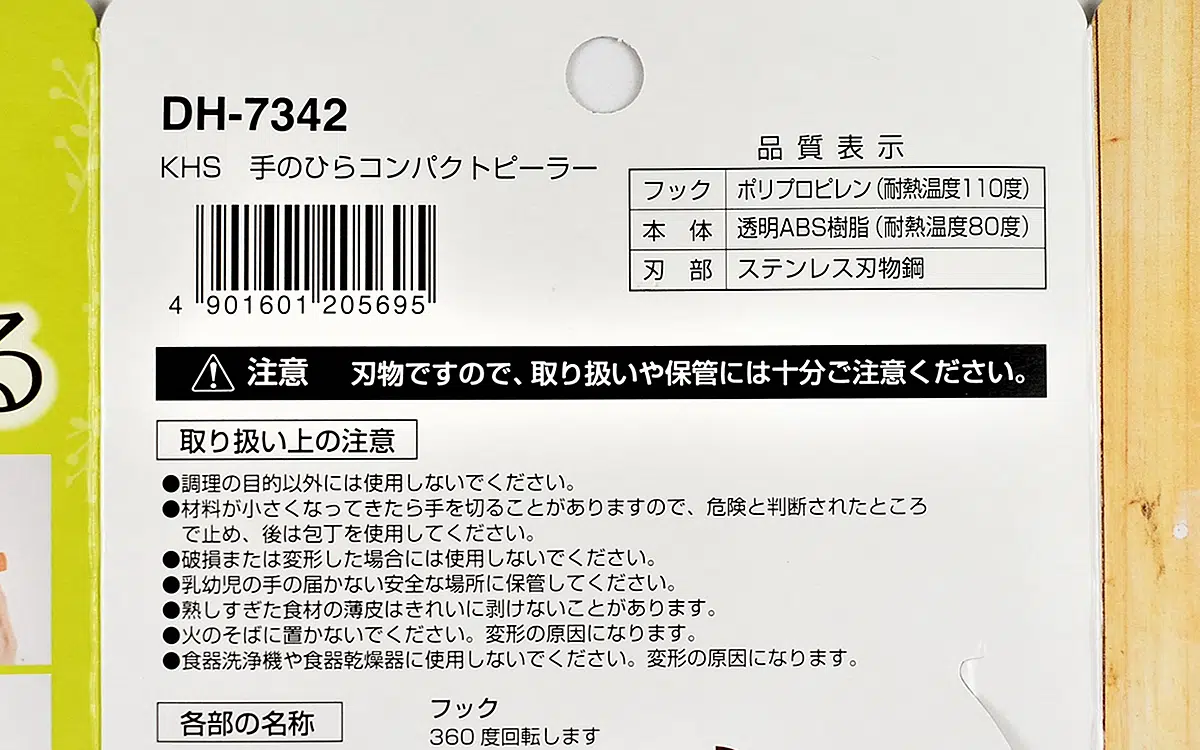 DH-7342
KHS 手のひらコンパクトピーラー
4 901601 205695
品質表示
フック ポリプロピレン(耐熱温度110度)
本体 透明ABS樹脂(耐熱温度80度)
刃部 ステンレス刃物鋼
注意 刃物ですので、取り扱いや保管には十分ご注意ください。
取り扱い上の注意
●調理の目的以外には使用しないでください。
●材料が小さくなってきたら手を切ることがありますので、危険と判断されたところ
で止め、後は包丁を使用してください。
●破損または変形した場合には使用しないでください。
●乳幼児の手の届かない安全な場所に保管してください。
●熟しすぎた食材の薄皮はきれいに剥けないことがあります。
●火のそばに置かないでください。変形の原因になります。
●食器洗浄機や食器乾燥器に使用しないでください。変形の原因になります。
各部の名称
フック
360度回転します
る